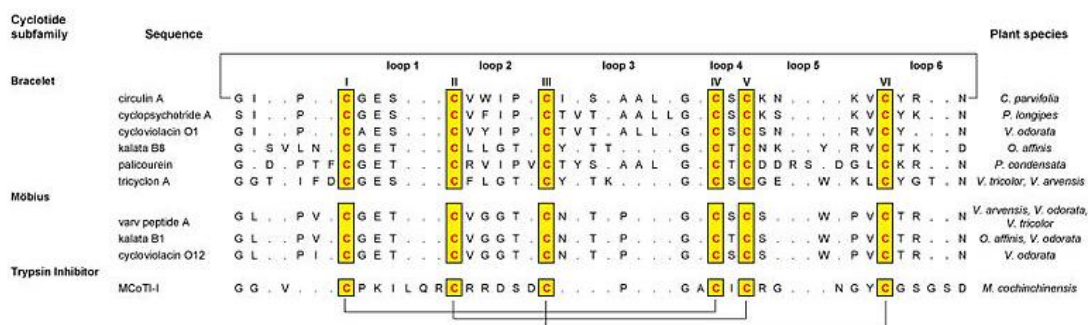 Cyclotide subfamily
Sequence
Plant species
loop 1 loop 2 loop 3 loop 4 loop 5 loop 6
Bracelet
I II III IV V VI
circulin A G I . . P . . C G E S . . . C V W I P . C I . S . A A L . G . C S C K N . . . . K V C Y R . . N C. parvifolia
cyclopsychotride A S I . . P . . C G E S . . . C V F I P . C T V T . A A L L G . C S C K S . . . . K V C Y K . . N P. longipes
cycloviolacin O1 G I . . P . . C A E S . . . C V Y I P . C T V T . A L L . G . C S C S N . . . . R V C Y . . . N V. odorata
kalata B8 G . S V L N . C G E T . . . C L L G T . C Y . T T . . . . G . C T C N K . . . Y R V C T K . . D O. affinis
palicourein G . D . P T F C G E T . . . C R V I P V C T Y S . A A L . G . C T C D D R S . D G L C K R . . N P. condensata
tricyclon A G G T . I F D C G E S . . . C F L G T . C Y . T K . . . . G . C S C G E . . W . K L C Y G T . N V. tricolor, V. arvensis
Möbius
varv peptide A G L . . P V . C G E T . . . C V G G T . C N . T . P . . . G . C S C S . . . W . P V C T R . . N V. arvensis, V. odorata, V. tricolor
kalata B1 G L . . P V . C G E T . . . C V G G T . C N . T . P . . . G . C T C S . . . W . P V C T R . . N O. affinis, V. odorata
cycloviolacin O12 G L . . P I . C G E T . . . C V G G T . C N . T . P . . . G . C S C S . . . W . P V C T R . . N V. odorata
Trypsin Inhibitor
MCoTI-I G G . V . . . C P K I L Q R C R R D S D C . . . . P . . . G A C I C R G . . . N G Y C G S G S D M. cochinchinensis